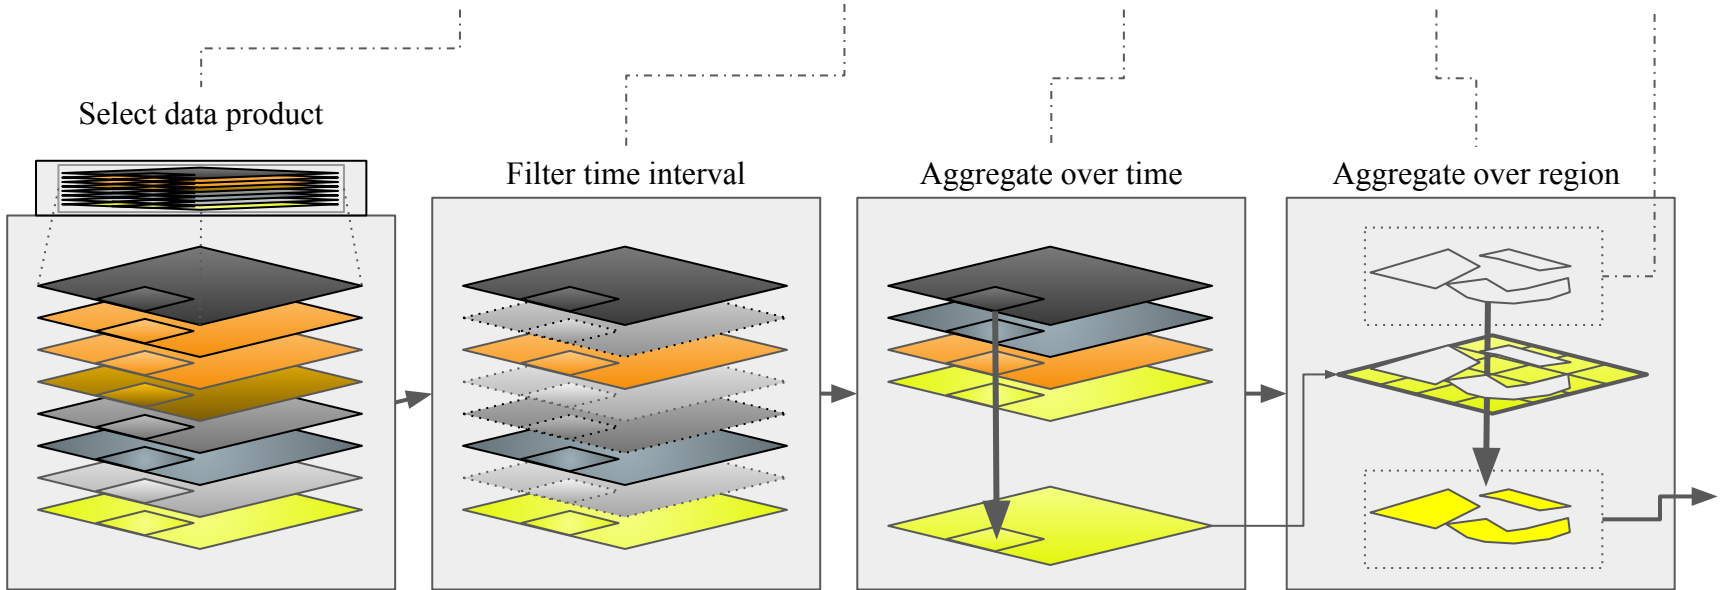 Select data product
Filter time interval
Aggregate over time
Aggregate over region